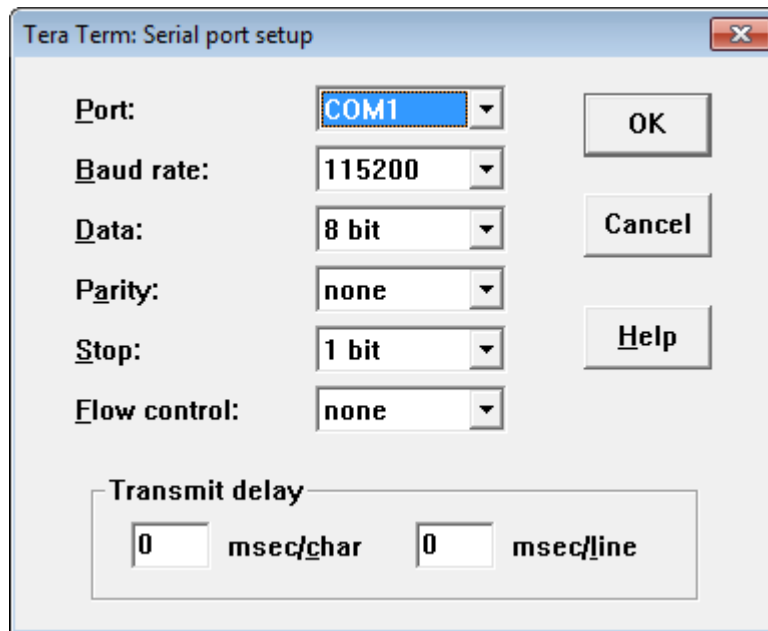 Tera Term: Serial port setup
Port: COM1 OK
Baud rate: 115200
Data: 8 bit Cancel
Parity: none
Stop: 1 bit Help
Flow control: none
Transmit delay
0 msec/char 0 msec/line